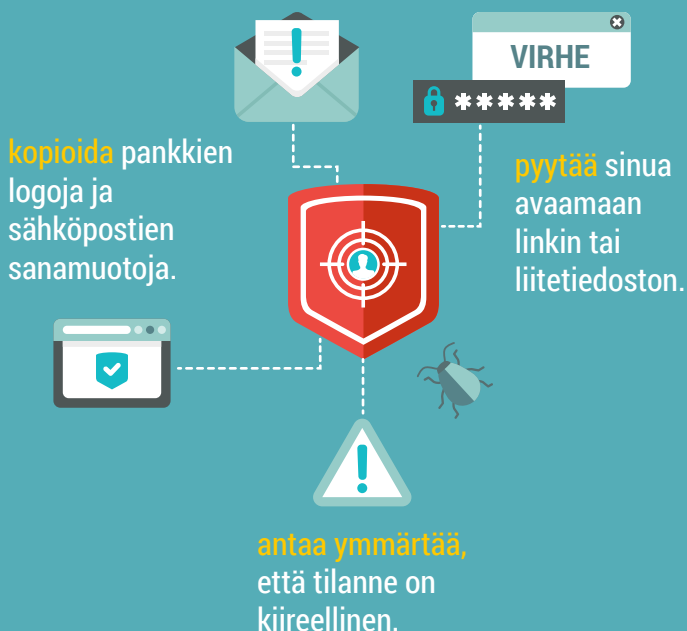 VIRHE
*****
kopioida pankkien
logoja ja
sähköpostien
sanamuotoja.
pyytää sinua
avaamaan
linkin tai
liitetiedoston.
antaa ymmärtää,
että tilanne on
kiireellinen.